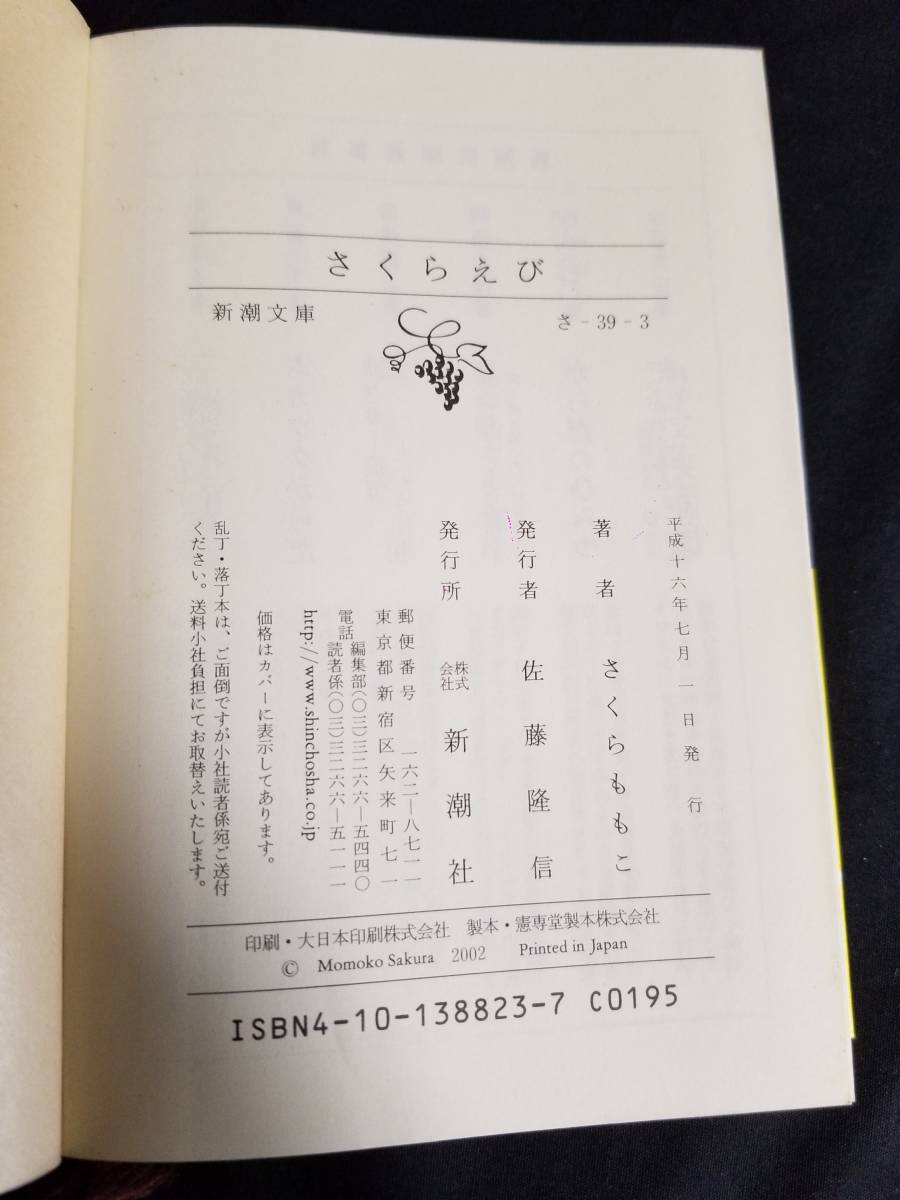 さくらえび
新潮文庫
さ-39-3
平成十六年七月一日発行
著者 さくらももこ
発行者 佐藤隆信
発行所 株式会社 新潮社
郵便番号 一六二―八七一一
東京都新宿区矢来町七一
電話 編集部(〇三)三二六六―五四四〇
読者係(〇三)三二六六―五一一一
http://www.shinchosha.co.jp
価格はカバーに表示してあります。
乱丁・落丁本は、ご面倒ですが小社読者係宛ご送付
ください。送料小社負担にてお取替えいたします。
印刷・大日本印刷株式会社 製本・憲専堂製本株式会社
© Momoko Sakura 2002 Printed in Japan
ISBN4-10-138823-7 C0195